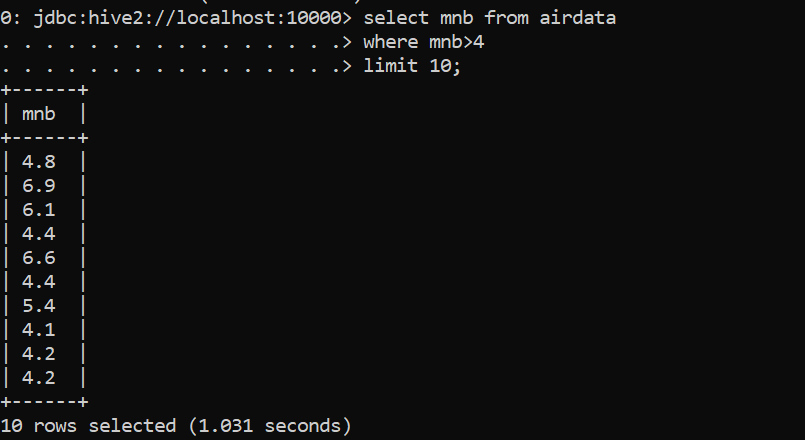 0: jdbc:hive2://localhost:10000> select mnb from airdata
. . . . . . . . . . . . . . . .> where mnb>4
. . . . . . . . . . . . . . . .> limit 10;
+------+
| mnb  |
+------+
| 4.8  |
| 6.9  |
| 6.1  |
| 4.4  |
| 6.6  |
| 4.4  |
| 5.4  |
| 4.1  |
| 4.2  |
| 4.2  |
+------+
10 rows selected (1.031 seconds)